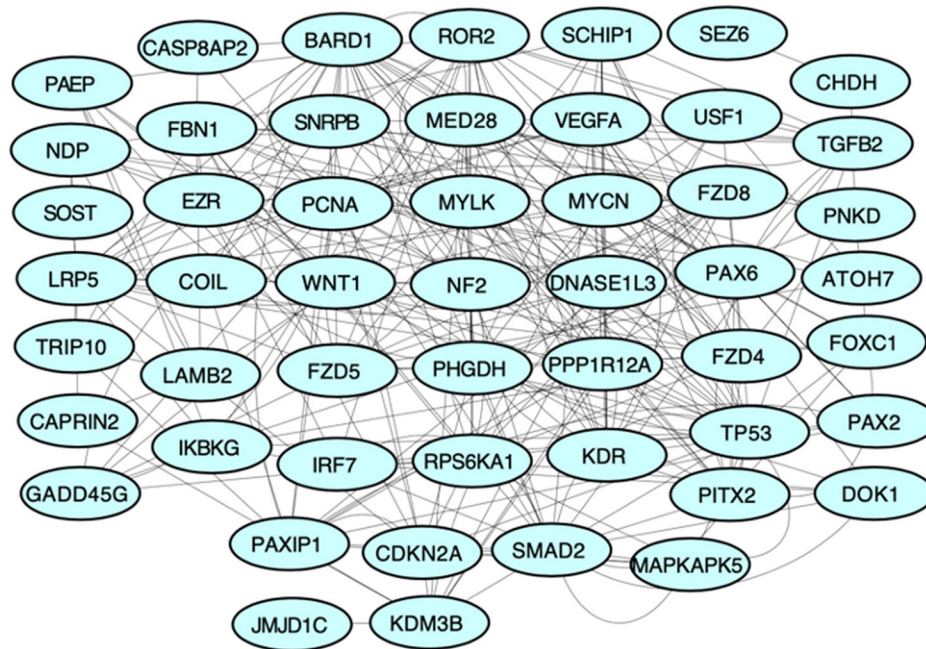 CASP8AP2
BARD1
ROR2
SCHIP1
SEZ6
PAEP
CHDH
FBN1
SNRPB
MED28
VEGFA
USF1
NDP
TGFB2
EZR
PCNA
MYLK
MYCN
FZD8
SOST
PNKD
LRP5
COIL
WNT1
NF2
DNASE1L3
PAX6
ATOH7
TRIP10
LAMB2
FZD5
PHGDH
PPP1R12A
FZD4
FOXC1
CAPRIN2
IKBKG
IRF7
RPS6KA1
KDR
TP53
PAX2
GADD45G
PITX2
DOK1
PAXIP1
CDKN2A
SMAD2
MAPKAPK5
JMJD1C
KDM3B